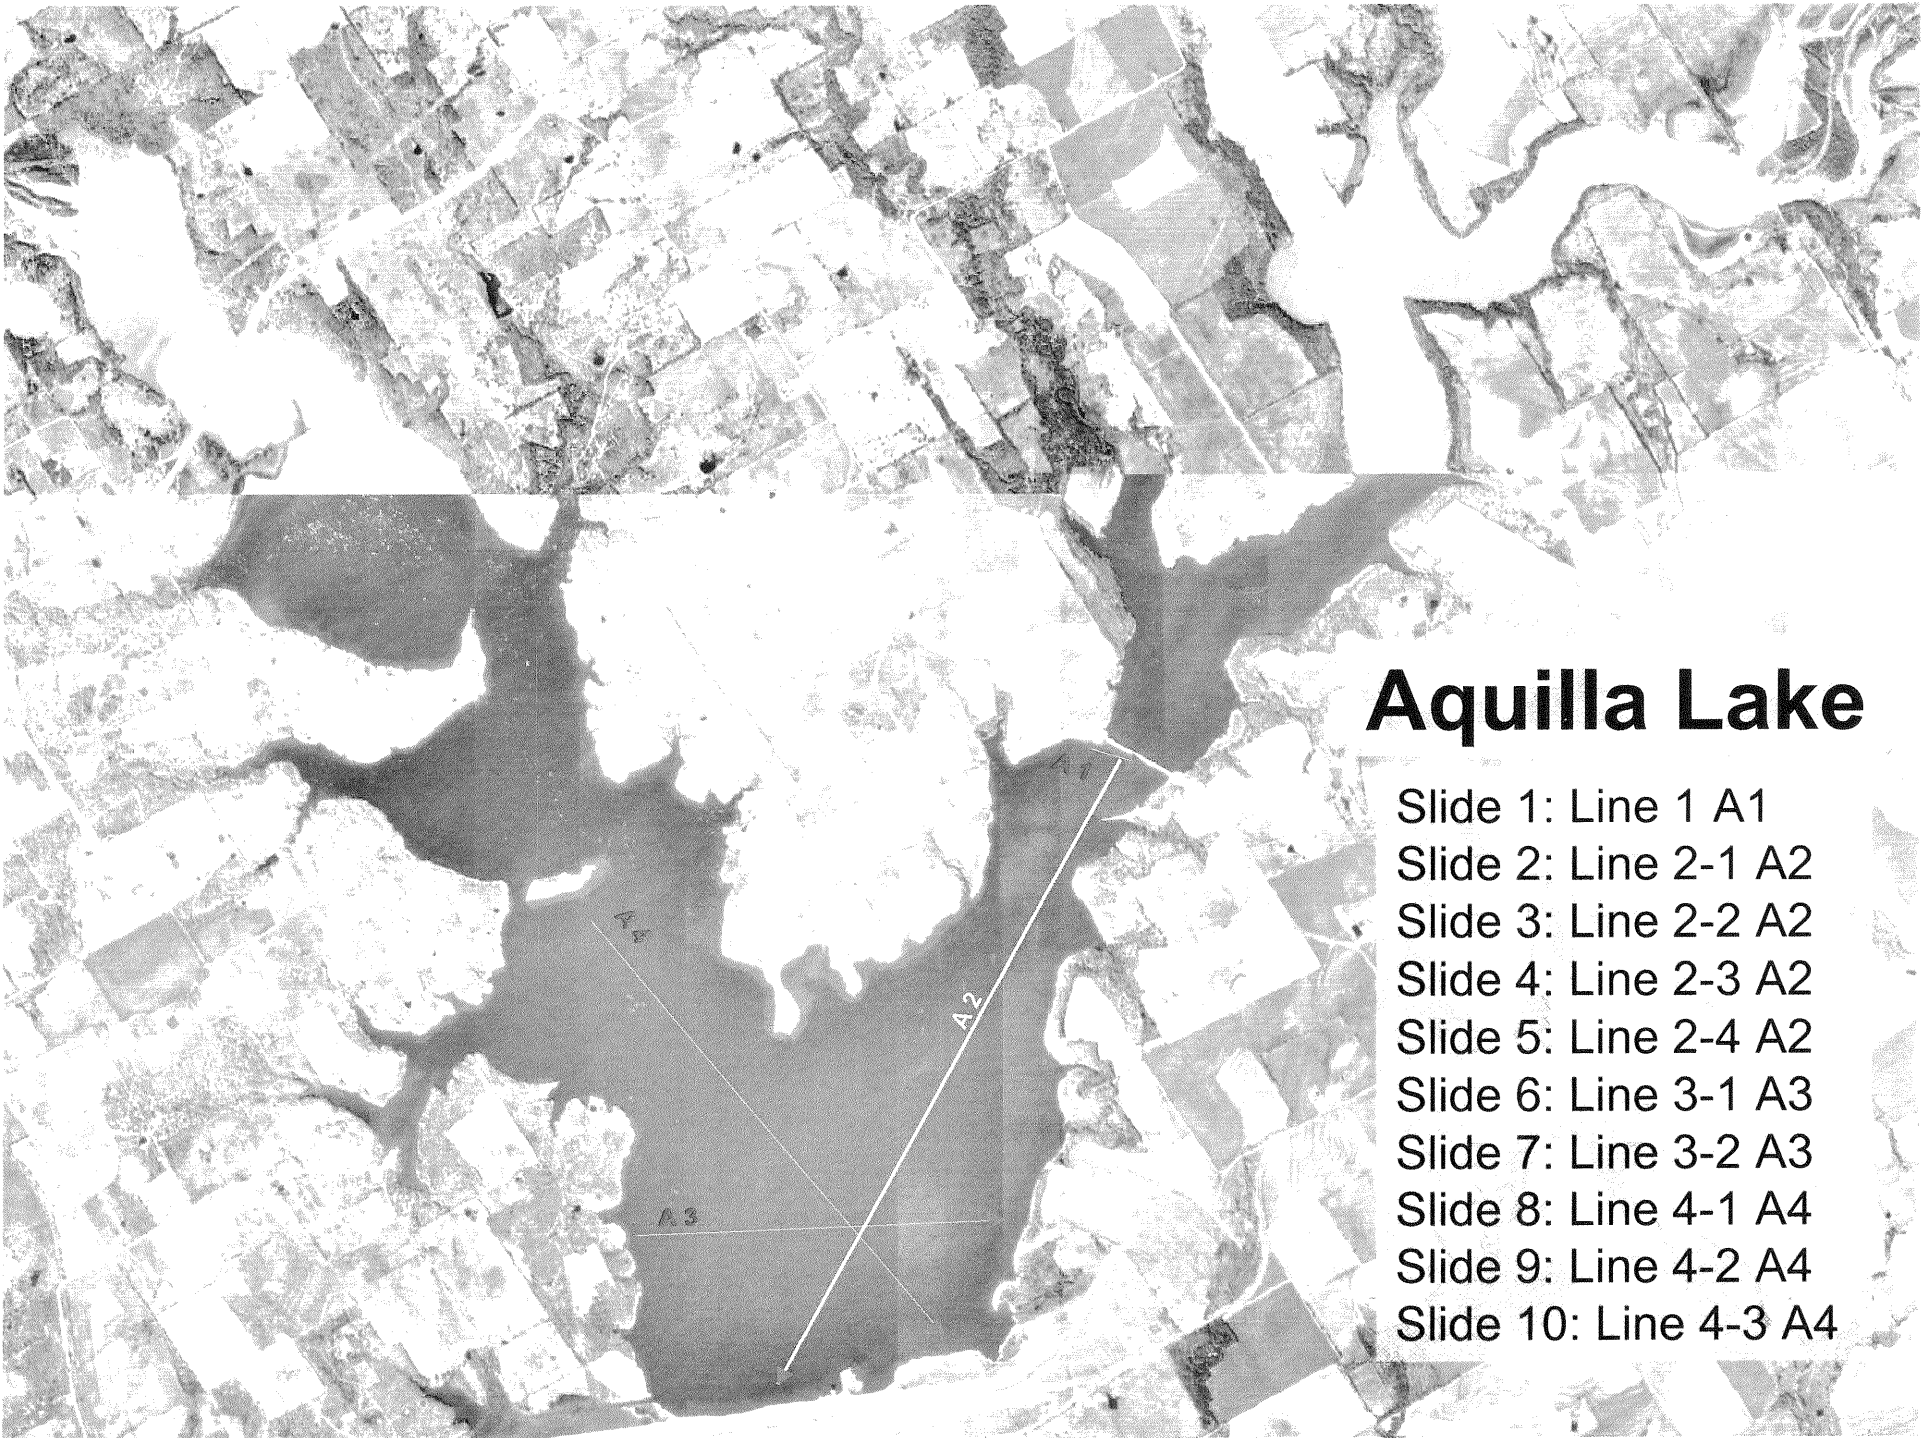 Aquilla Lake
A1
Slide 1: Line 1 A1
Slide 2: Line 2-1 A2
Slide 3: Line 2-2 A2
A2
Slide 4: Line 2-3 A2
Slide 5: Line 2-4 A2
Slide 6: Line 3-1 A3
Slide 7: Line 3-2 A3
A3
Slide 8: Line 4-1 A4
Slide 9: Line 4-2 A4
Slide 10: Line 4-3 A4